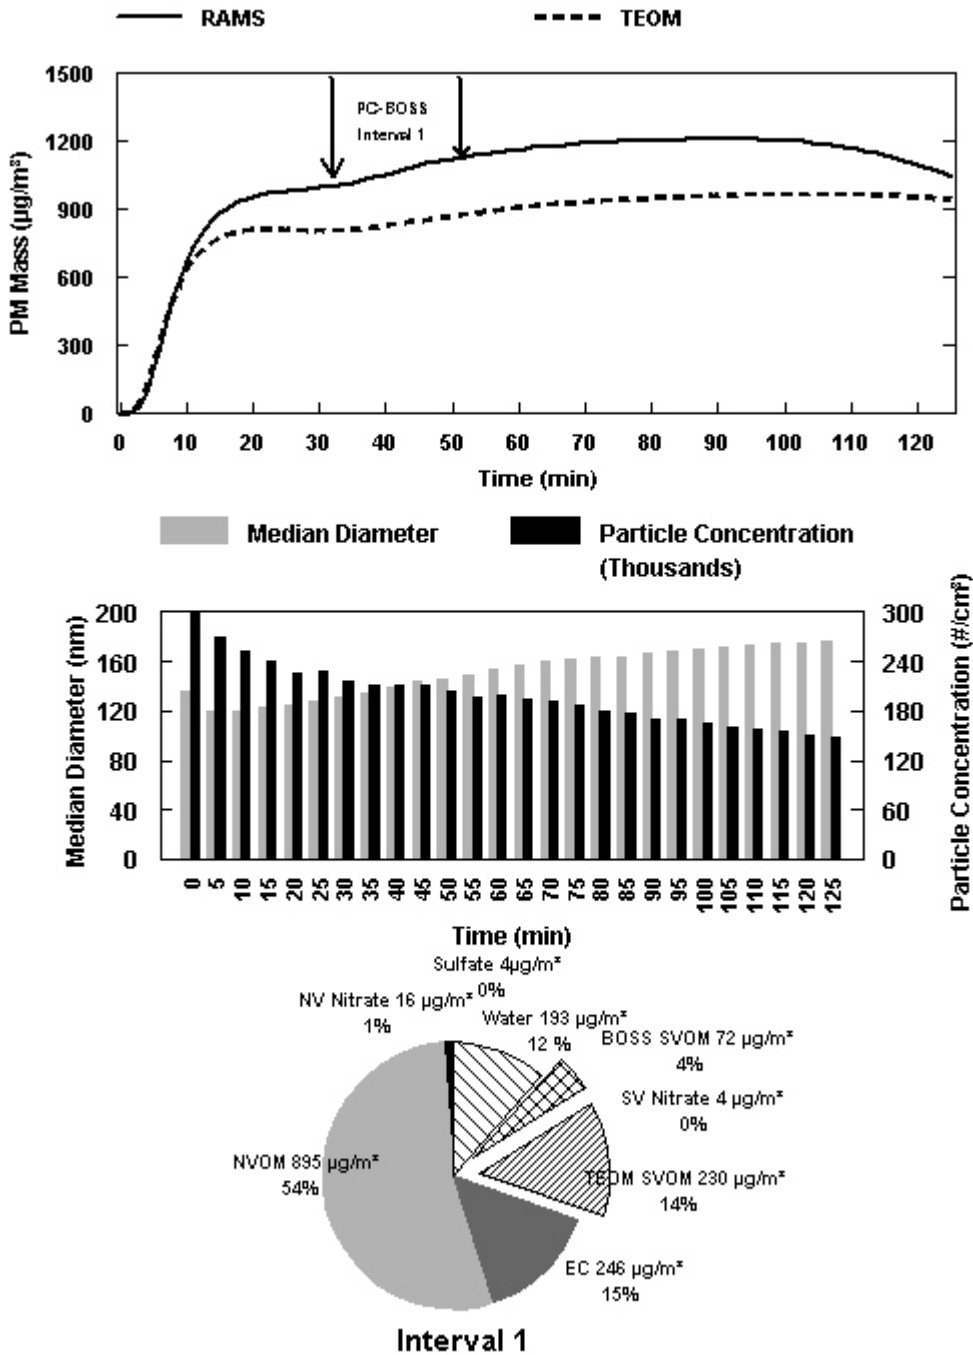 RAMS TEOM
1500
1200
900
600
300
0
PM Mass (µg/m³)
PC-BOSS
Interval 1
0 10 20 30 40 50 60 70 80 90 100 110 120
Time (min)
Median Diameter Particle Concentration
(Thousands)
200 300
160 240
120 180
80 120
40 60
0 0
Median Diameter (nm)
Particle Concentration (#/cm³)
0 5 10 15 20 25 30 35 40 45 50 55 60 65 70 75 80 85 90 95 100 105 110 115 120 125
Time (min)
Sulfate 4µg/m³
0%
NV Nitrate 16 µg/m³
1%
Water 193 µg/m³
12 %
BOSS SVOM 72 µg/m³
4%
SV Nitrate 4 µg/m³
0%
NVOM 895 µg/m³
54%
TEOM SVOM 230 µg/m³
14%
EC 246 µg/m³
15%
Interval 1